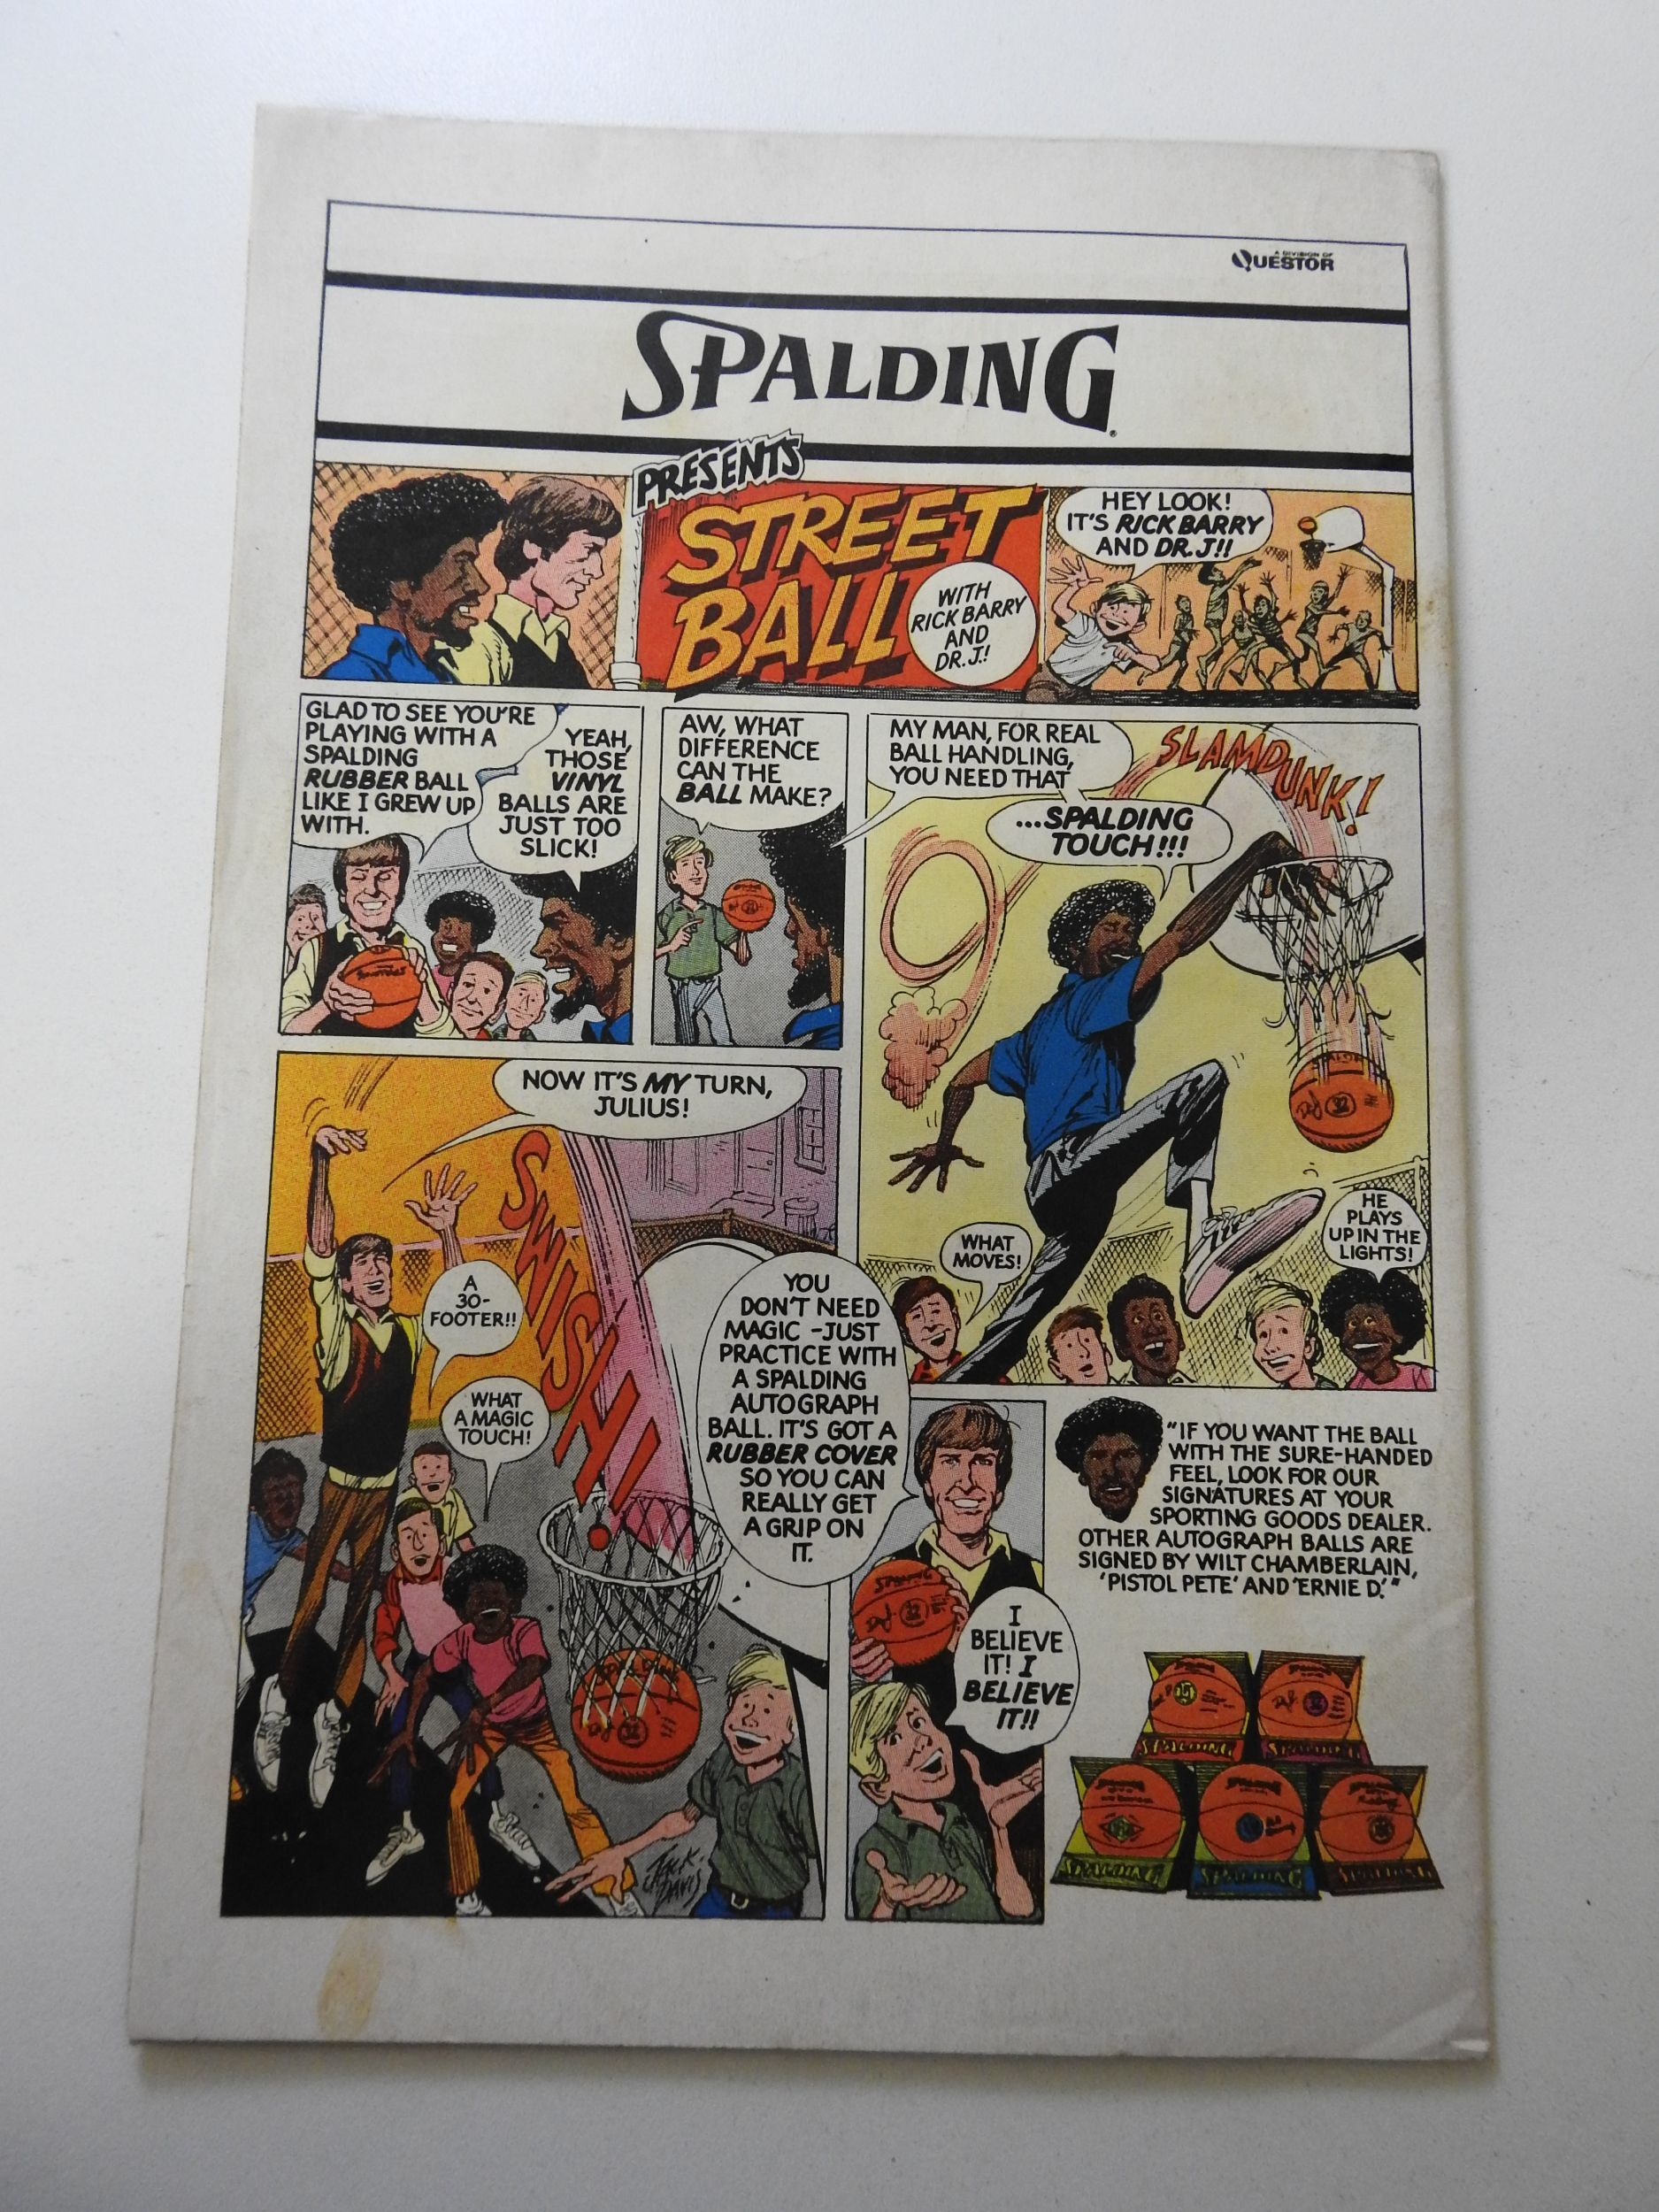 A DIVISION OF
QUESTOR
SPALDING
PRESENTS
STREET
BALL
WITH
RICK BARRY
AND
DR. J.!
HEY LOOK!
IT'S RICK BARRY
AND DR. J!!
GLAD TO SEE YOU'RE
PLAYING WITH A
SPALDING
RUBBER BALL
LIKE I GREW UP
WITH.
YEAH,
THOSE
VINYL
BALLS ARE
JUST TOO
SLICK!
AW, WHAT
DIFFERENCE
CAN THE
BALL MAKE?
MY MAN, FOR REAL
BALL HANDLING,
YOU NEED THAT
...SPALDING
TOUCH!!!
SLAMDUNK!
WHAT
MOVES!
HE
PLAYS
UP IN THE
LIGHTS!
NOW IT'S MY TURN,
JULIUS!
SWISH!
A
30-
FOOTER!!
WHAT
A MAGIC
TOUCH!
YOU
DON'T NEED
MAGIC -JUST
PRACTICE WITH
A SPALDING
AUTOGRAPH
BALL. IT'S GOT A
RUBBER COVER
SO YOU CAN
REALLY GET
A GRIP ON
IT.
I
BELIEVE
IT! I
BELIEVE
IT!!
"IF YOU WANT THE BALL
WITH THE SURE-HANDED
FEEL, LOOK FOR OUR
SIGNATURES AT YOUR
SPORTING GOODS DEALER.
OTHER AUTOGRAPH BALLS ARE
SIGNED BY WILT CHAMBERLAIN,
'PISTOL PETE' AND 'ERNIE D.'"
JACK
DAVIS
SPALDING
SPALDING
SPALDING
SPALDING
SPALDING